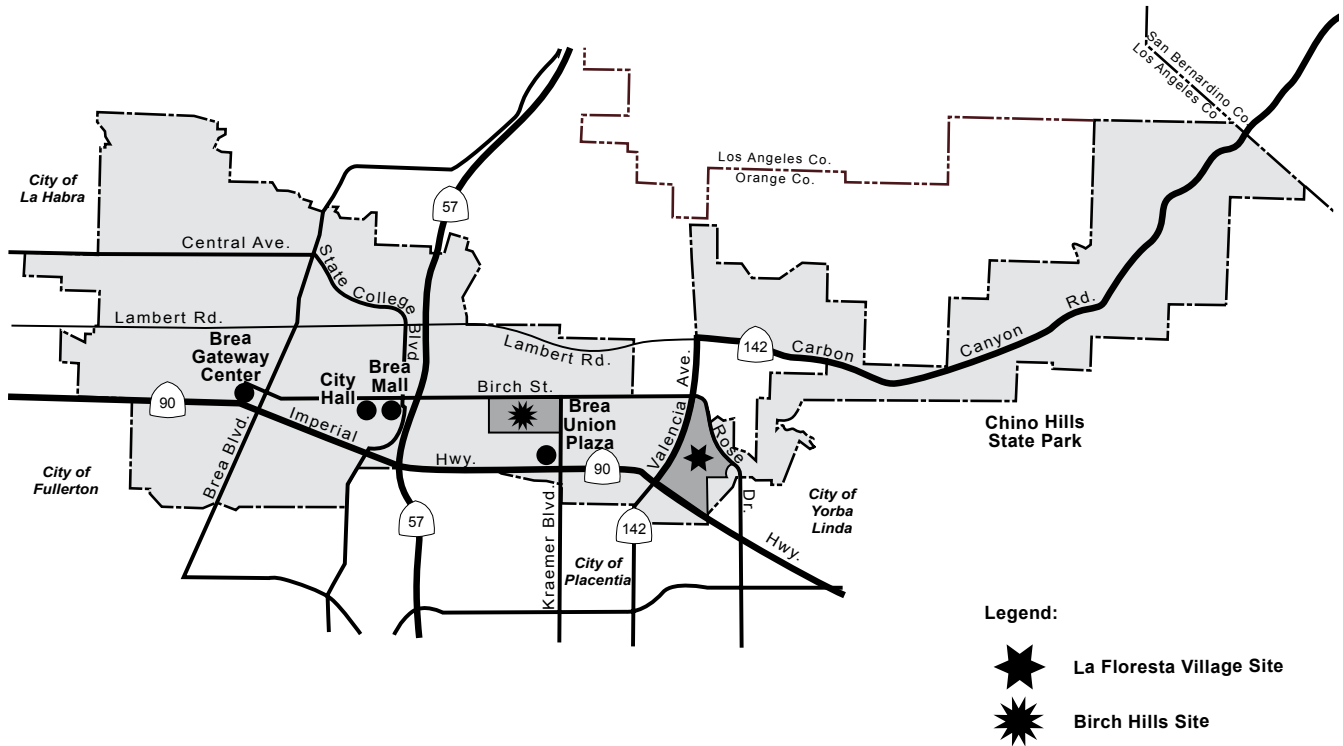 San Bernardino Co.
Los Angeles Co.
Los Angeles Co.
Orange Co.
City of
La Habra
57
Central Ave.
State College Blvd
Lambert Rd.
Lambert Rd.
142
Carbon
Canyon
Rd.
Brea
Gateway
Center
City
Hall
Brea
Mall
Birch St.
Brea
Union
Plaza
Valencia Ave.
Rose
Dr.
90
Imperial
Hwy.
90
Hwy.
Brea Blvd.
Kraemer Blvd.
Chino Hills
State Park
City of
Fullerton
City of
Yorba
Linda
57
142
City of
Placentia
Legend:
La Floresta Village Site
Birch Hills Site